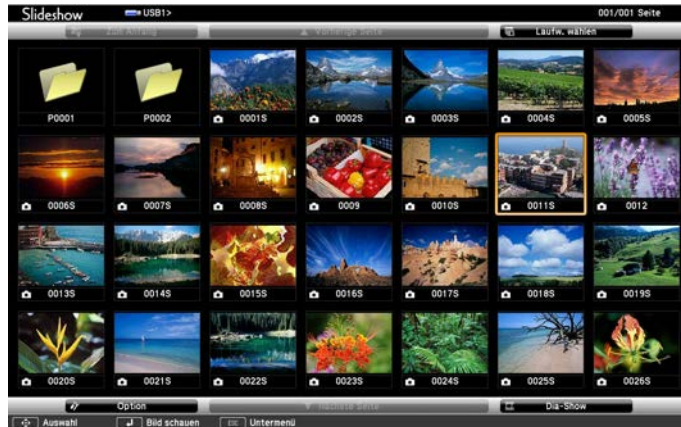 Slideshow USB1> 001/001 Seite
Zum Anfang Vorherige Seite Laufw. wählen
P0001 P0002 0001S 0002S 0003S 0004S 0005S
0006S 0007S 0008S 0009 0010S 0011S 0012
0013S 0014S 0015S 0016S 0017S 0018S 0019S
0020S 0021S 0022S 0023S 0024S 0025S 0026S
Option Nächste Seite Dia-Show
Auswahl Bild schauen ESC Untermenü